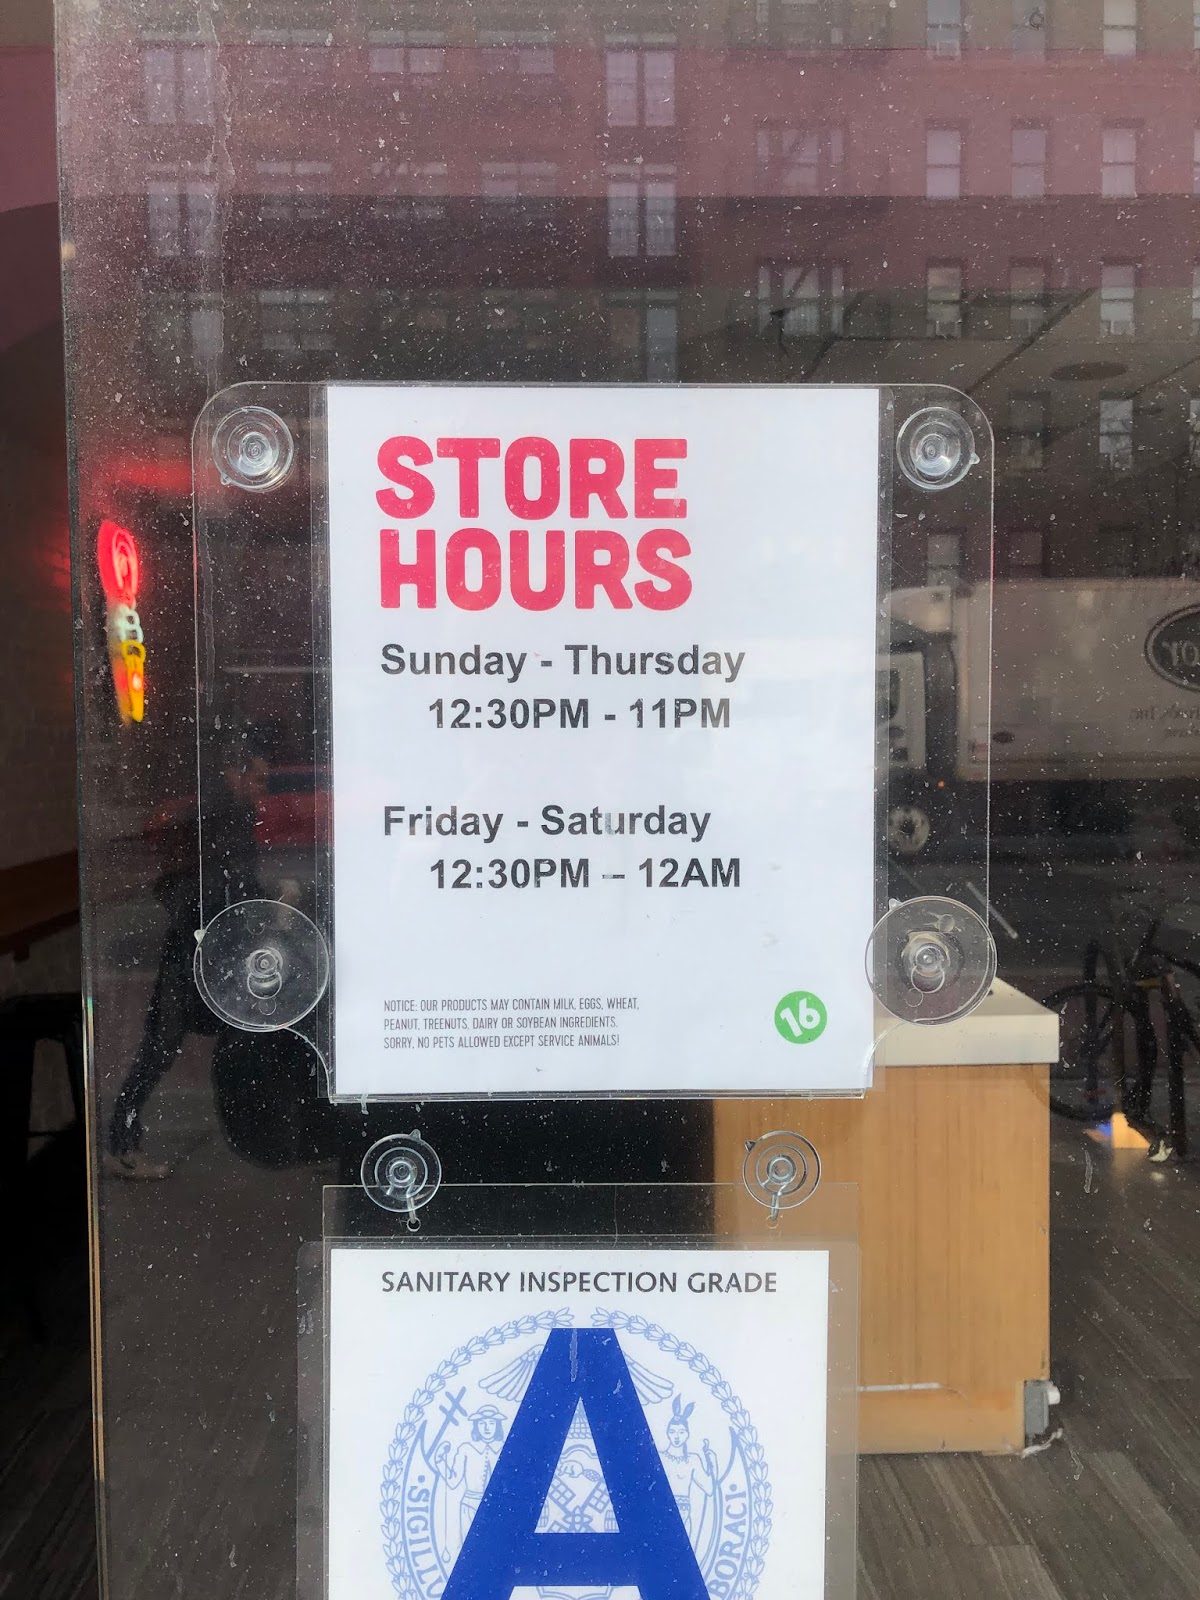 STORE
HOURS
Sunday - Thursday
12:30PM - 11PM
Friday - Saturday
12:30PM – 12AM
NOTICE: OUR PRODUCTS MAY CONTAIN MILK, EGGS, WHEAT,
PEANUT, TREENUTS, DAIRY OR SOYBEAN INGREDIENTS.
SORRY, NO PETS ALLOWED EXCEPT SERVICE ANIMALS!
16
SANITARY INSPECTION GRADE
A